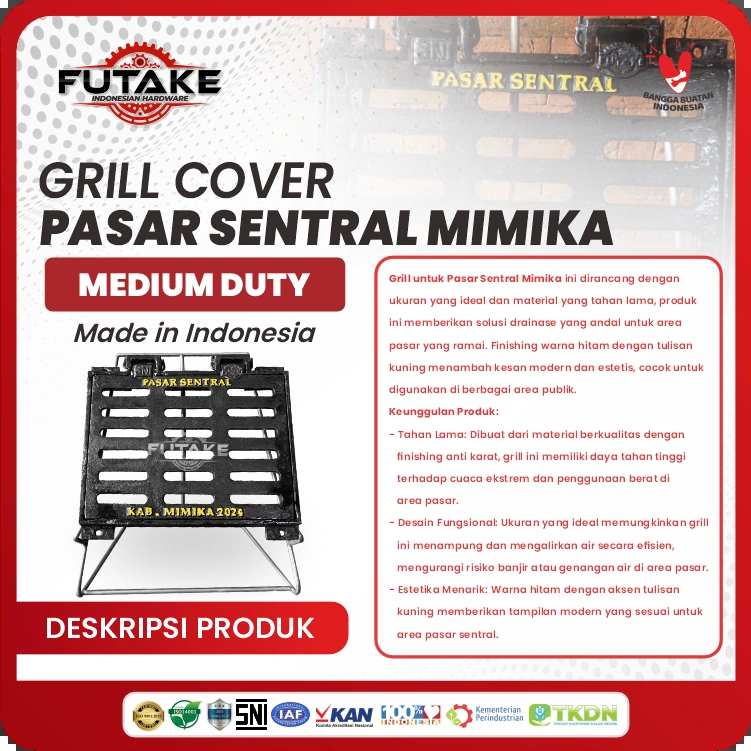 FUTAKE
INDONESIAN HARDWARE
SNI
PASAR SENTRAL
BANGGA BUATAN
INDONESIA
GRILL COVER
PASAR SENTRAL MIMIKA
MEDIUM DUTY
Made in Indonesia
Grill untuk Pasar Sentral Mimika ini dirancang dengan
ukuran yang ideal dan material yang tahan lama, produk
ini memberikan solusi drainase yang andal untuk area
pasar yang ramai. Finishing warna hitam dengan tulisan
kuning menambah kesan modern dan estetis, cocok untuk
digunakan di berbagai area publik.
Keunggulan Produk:
- Tahan Lama: Dibuat dari material berkualitas dengan
finishing anti karat, grill ini memiliki daya tahan tinggi
terhadap cuaca ekstrem dan penggunaan berat di
area pasar.
- Desain Fungsional: Ukuran yang ideal memungkinkan grill
ini menampung dan mengalirkan air secara efisien,
mengurangi risiko banjir atau genangan air di area pasar.
- Estetika Menarik: Warna hitam dengan aksen tulisan
kuning memberikan tampilan modern yang sesuai untuk
area pasar sentral.
SNI
PASAR SENTRAL
FUTAKE
KAB. MIMIKA 2024
DESKRIPSI PRODUK
ISO 9001:2015
ISO14001
SNI
IAF
KAN
Komite Akreditasi Nasional
100%
INDONESIA
Kementerian
Perindustrian
TKDN